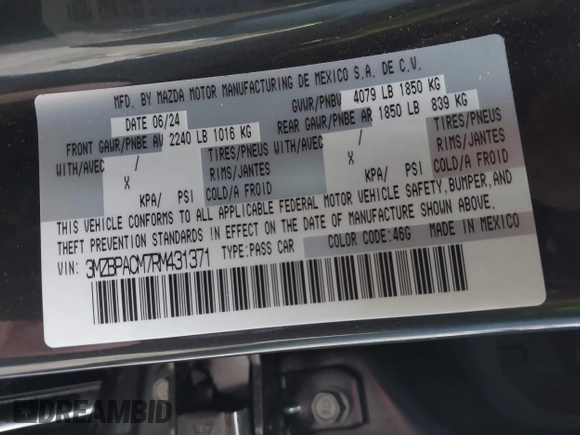 MFD. BY MAZDA MOTOR MANUFACTURING DE MEXICO S.A. DE C.V.
DATE 06/24 GVWR/PNBV 4079 LB 1850 KG
FRONT GAWR/PNBE AV 2240 LB 1016 KG REAR GAWR/PNBE AR 1850 LB 839 KG
WITH/AVEC / TIRES/PNEUS WITH/AVEC / TIRES/PNEUS
X RIMS/JANTES X RIMS/JANTES
KPA/ PSI COLD/A FROID KPA/ PSI COLD/A FROID
THIS VEHICLE CONFORMS TO ALL APPLICABLE FEDERAL MOTOR VEHICLE SAFETY, BUMPER, AND
THEFT PREVENTION STANDARDS IN EFFECT ON THE DATE OF MANUFACTURE SHOWN ABOVE.
VIN: 3MZBPACM7RM431371 TYPE:PASS CAR COLOR CODE:46G MADE IN MEXICO
DREAMBID